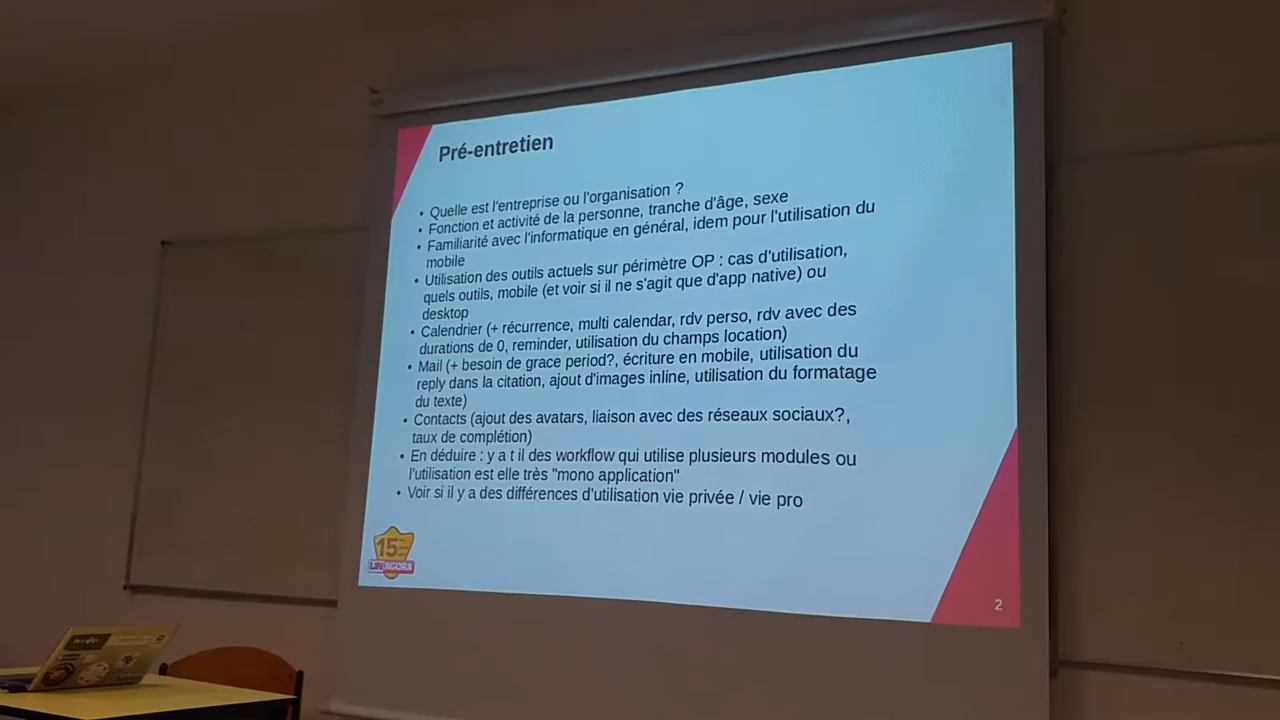 Pré-entretien
• Quelle est l'entreprise ou l'organisation ?
• Fonction et activité de la personne, tranche d'âge, sexe
• Familiarité avec l'informatique en général, idem pour l'utilisation du
mobile
• Utilisation des outils actuels sur périmètre OP : cas d'utilisation,
quels outils, mobile (et voir si il ne s'agit que d'app native) ou
desktop
• Calendrier (+ récurrence, multi calendar, rdv perso, rdv avec des
durations de 0, reminder, utilisation du champs location)
• Mail (+ besoin de grace period?, écriture en mobile, utilisation du
reply dans la citation, ajout d'images inline, utilisation du formatage
du texte)
• Contacts (ajout des avatars, liaison avec des réseaux sociaux?,
taux de complétion)
• En déduire : y a t il des workflow qui utilise plusieurs modules ou
l'utilisation est elle très "mono application"
• Voir si il y a des différences d'utilisation vie privée / vie pro
15
LINAGORA
2